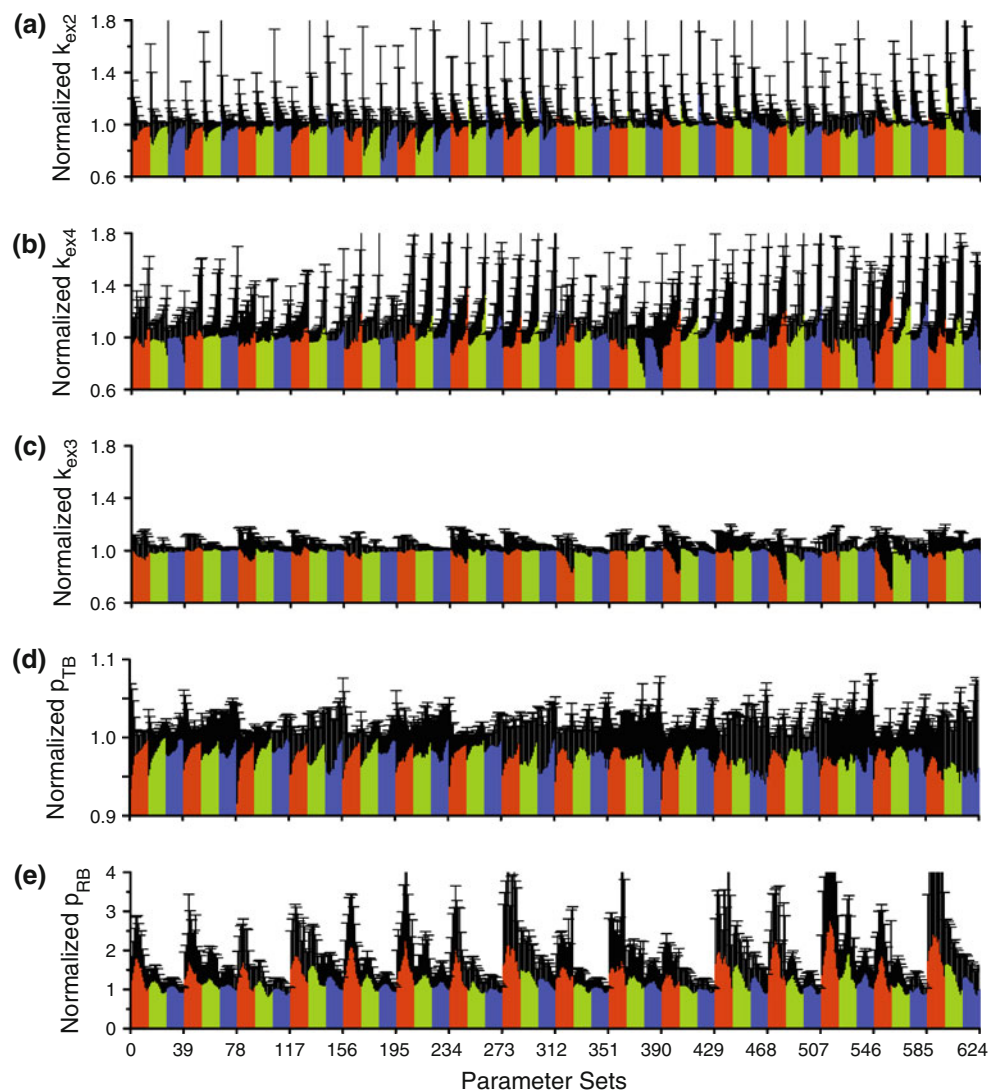 (a)
Normalized kex2
1.8
1.4
1.0
0.6
(b)
Normalized kex4
1.8
1.4
1.0
0.6
(c)
Normalized kex3
1.8
1.4
1.0
0.6
(d)
Normalized pTB
1.1
1.0
0.9
(e)
Normalized pRB
4
3
2
1
0
0 39 78 117 156 195 234 273 312 351 390 429 468 507 546 585 624
Parameter Sets